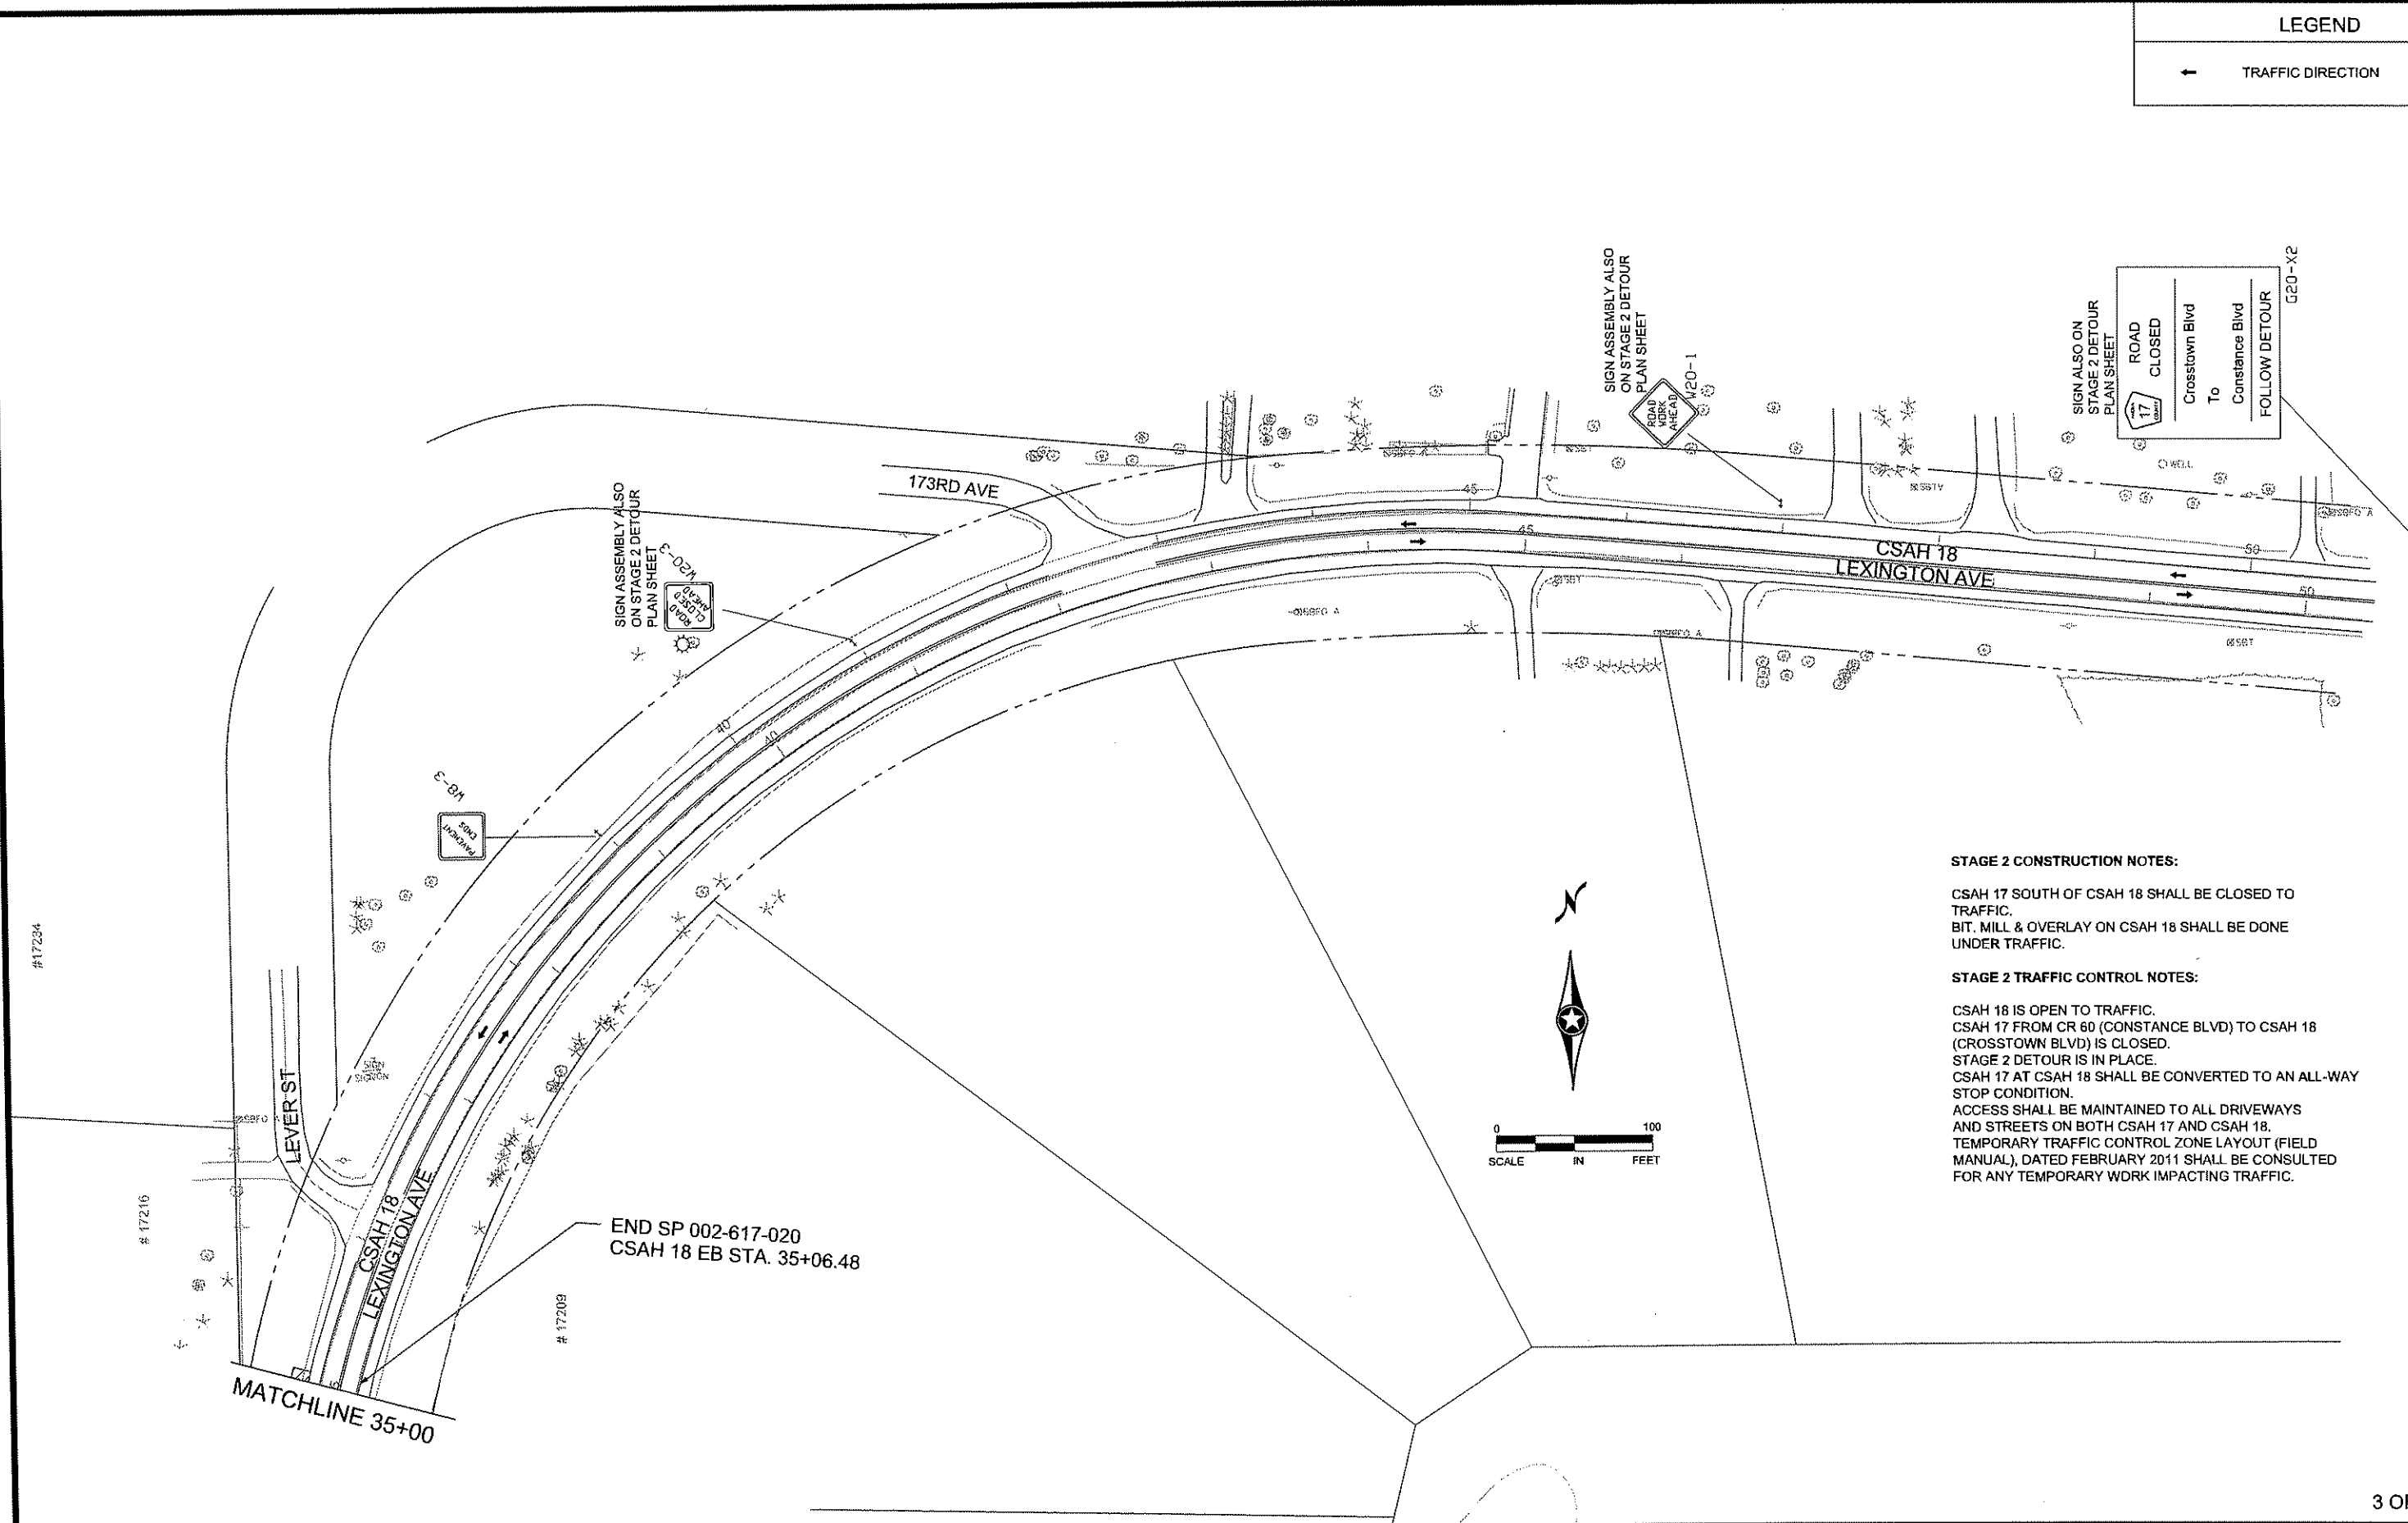 LEGEND
TRAFFIC DIRECTION
SIGN ASSEMBLY ALSO
ON STAGE 2 DETOUR
PLAN SHEET
ROAD
WORK
AHEAD
W20-1
SIGN ALSO ON
STAGE 2 DETOUR
PLAN SHEET
17
COUNTY
ROAD
CLOSED
Crosstown Blvd
To
Constance Blvd
FOLLOW DETOUR
G20-X2
SIGN ASSEMBLY ALSO
ON STAGE 2 DETOUR
PLAN SHEET
W20-3
ROAD
CLOSED
AHEAD
173RD AVE
45
45
WELL
CSAH 18
LEXINGTON AVE
50
50
40
40
W8-3
PAVEMENT
ENDS
#17234
LEVER ST
SIGN
# 17216
CSAH 18
LEXINGTON AVE
END SP 002-617-020
CSAH 18 EB STA. 35+06.48
# 17209
MATCHLINE 35+00
N
0 100
SCALE IN FEET
STAGE 2 CONSTRUCTION NOTES:
CSAH 17 SOUTH OF CSAH 18 SHALL BE CLOSED TO
TRAFFIC.
BIT. MILL & OVERLAY ON CSAH 18 SHALL BE DONE
UNDER TRAFFIC.
STAGE 2 TRAFFIC CONTROL NOTES:
CSAH 18 IS OPEN TO TRAFFIC.
CSAH 17 FROM CR 60 (CONSTANCE BLVD) TO CSAH 18
(CROSSTOWN BLVD) IS CLOSED.
STAGE 2 DETOUR IS IN PLACE.
CSAH 17 AT CSAH 18 SHALL BE CONVERTED TO AN ALL-WAY
STOP CONDITION.
ACCESS SHALL BE MAINTAINED TO ALL DRIVEWAYS
AND STREETS ON BOTH CSAH 17 AND CSAH 18.
TEMPORARY TRAFFIC CONTROL ZONE LAYOUT (FIELD
MANUAL), DATED FEBRUARY 2011 SHALL BE CONSULTED
FOR ANY TEMPORARY WORK IMPACTING TRAFFIC.
3 O